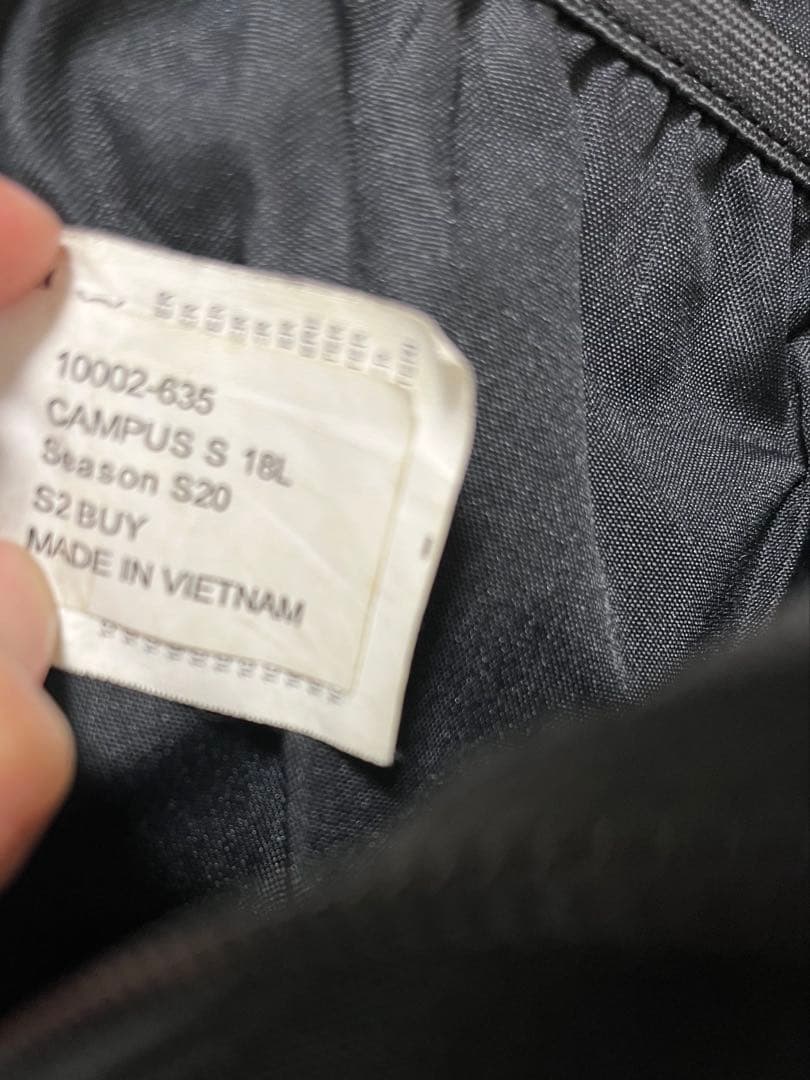 10002-635
CAMPUS S 18L
Season S20
S2 BUY
MADE IN VIETNAM